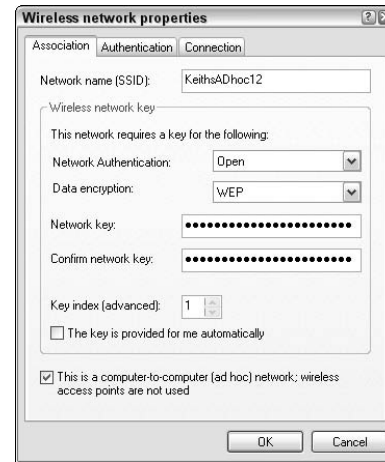 Wireless network properties
Association Authentication Connection
Network name (SSID): KeithsADhoc12
Wireless network key
This network requires a key for the following:
Network Authentication: Open
Data encryption: WEP
Network key: ••••••••••••••••••••••••
Confirm network key: ••••••••••••••••••••••••
Key index (advanced): 1
The key is provided for me automatically
This is a computer-to-computer (ad hoc) network; wireless
access points are not used
OK Cancel